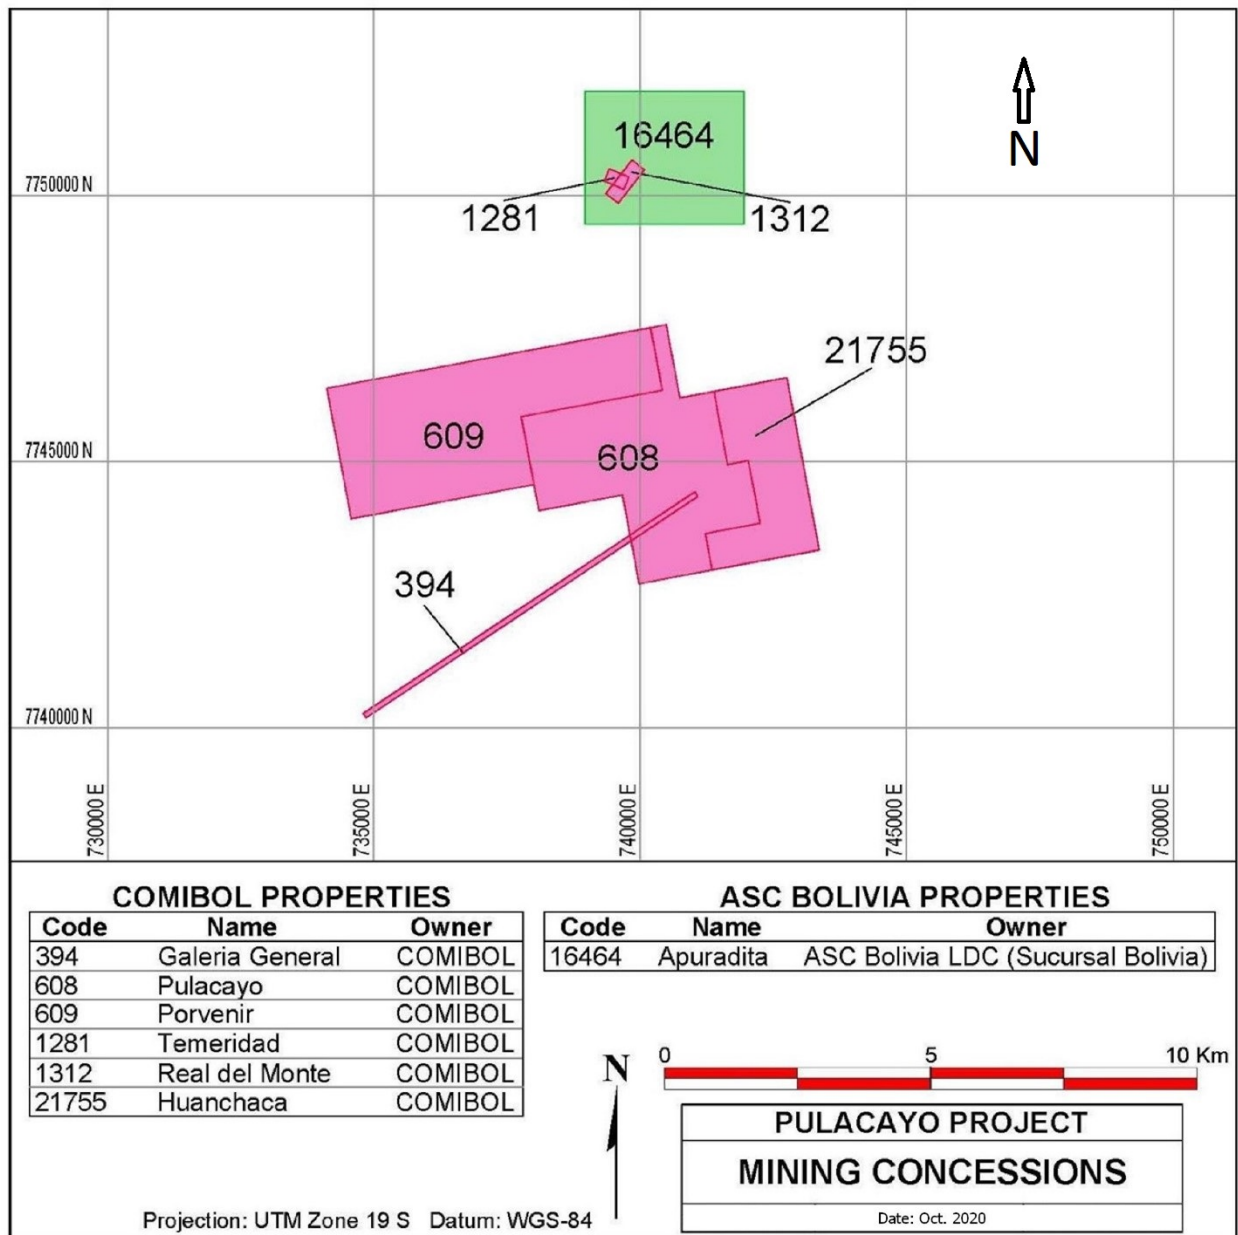 N
16464
7750000 N
1281
1312
21755
609
608
7745000 N
394
7740000 N
730000 E
735000 E
740000 E
745000 E
750000 E
COMIBOL PROPERTIES
Code Name Owner
394 Galeria General COMIBOL
608 Pulacayo COMIBOL
609 Porvenir COMIBOL
1281 Temeridad COMIBOL
1312 Real del Monte COMIBOL
21755 Huanchaca COMIBOL
ASC BOLIVIA PROPERTIES
Code Name Owner
16464 Apuradita ASC Bolivia LDC (Sucursal Bolivia)
N
0 5 10 Km
PULACAYO PROJECT
MINING CONCESSIONS
Date: Oct. 2020
Projection: UTM Zone 19 S Datum: WGS-84